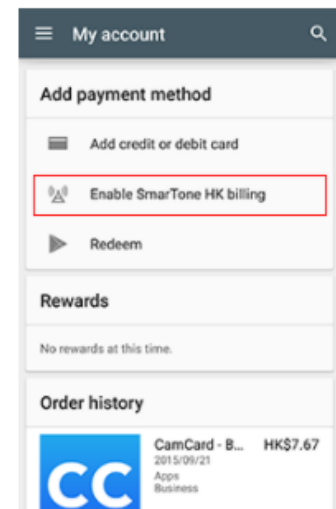 My account
Add payment method
Add credit or debit card
Enable SmarTone HK billing
Redeem
Rewards
No rewards at this time.
Order history
CamCard - B... HK$7.67
2015/09/21
Apps
Business
CC